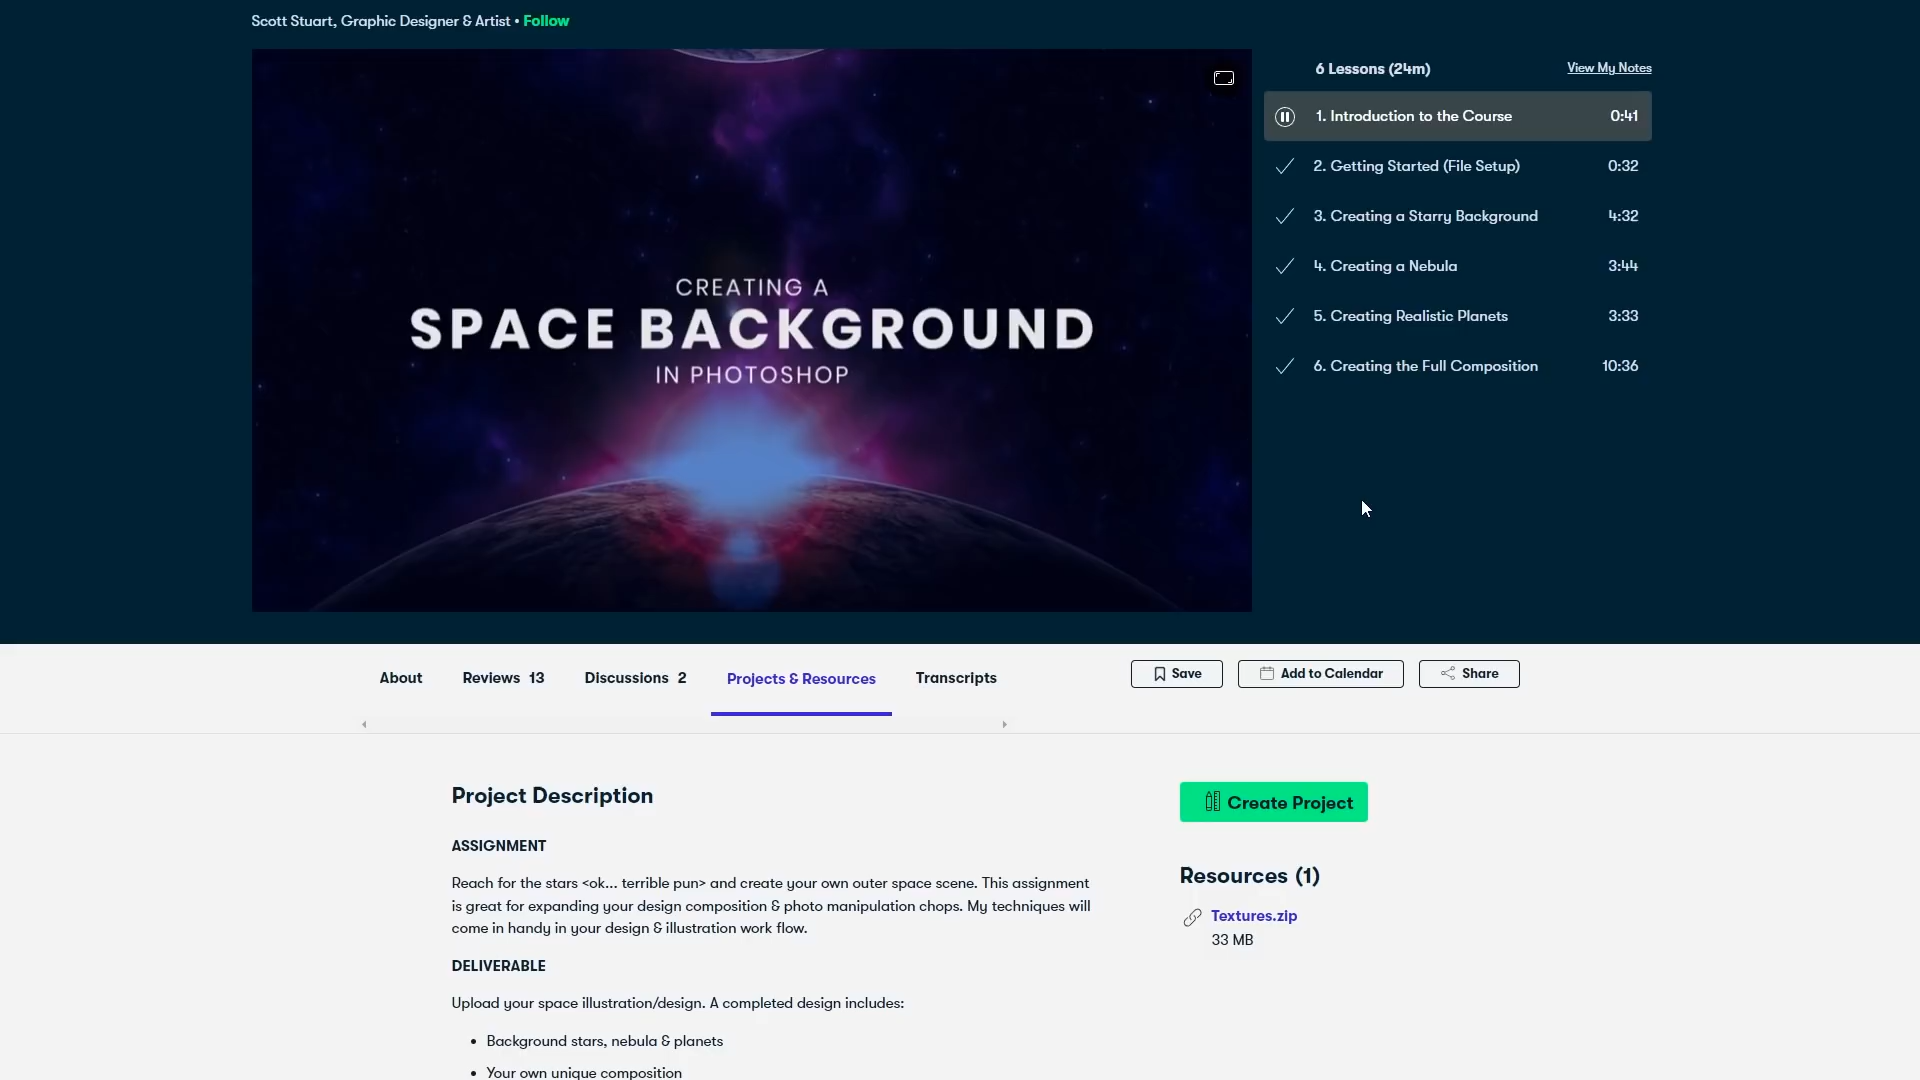 Scott Stuart, Graphic Designer & Artist • Follow
CREATING A
SPACE BACKGROUND
IN PHOTOSHOP
6 Lessons (24m)
View My Notes
1. Introduction to the Course 0:41
2. Getting Started (File Setup) 0:32
3. Creating a Starry Background 4:32
4. Creating a Nebula 3:44
5. Creating Realistic Planets 3:33
6. Creating the Full Composition 10:36
About Reviews 13 Discussions 2 Projects & Resources Transcripts
Save Add to Calendar Share
Project Description
ASSIGNMENT
Reach for the stars <ok... terrible pun> and create your own outer space scene. This assignment
is great for expanding your design composition & photo manipulation chops. My techniques will
come in handy in your design & illustration work flow.
DELIVERABLE
Upload your space illustration/design. A completed design includes:
• Background stars, nebula & planets
• Your own unique composition
Create Project
Resources (1)
Textures.zip
33 MB